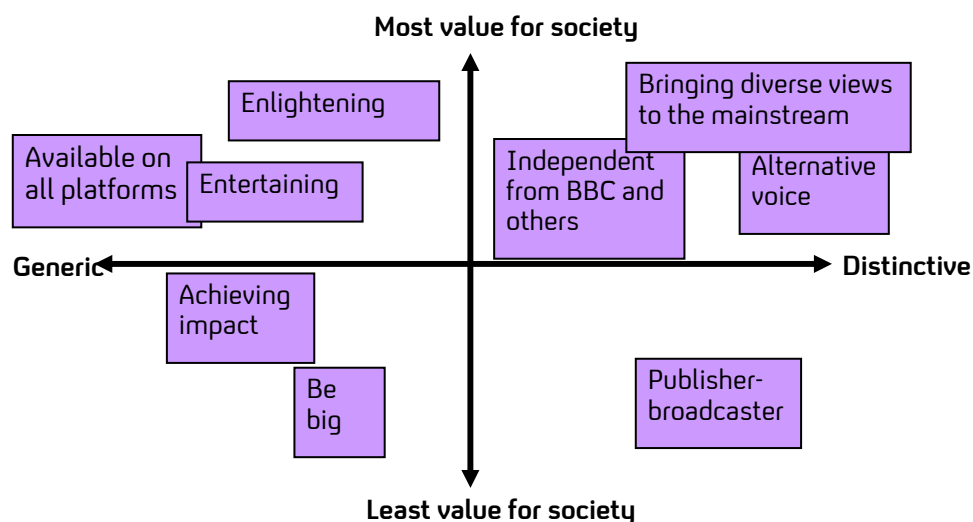 Most value for society
Enlightening
Bringing diverse views
to the mainstream
Available on
all platforms
Entertaining
Independent
from BBC and
others
Alternative
voice
Generic
Distinctive
Achieving
impact
Be
big
Publisher-
broadcaster
Least value for society